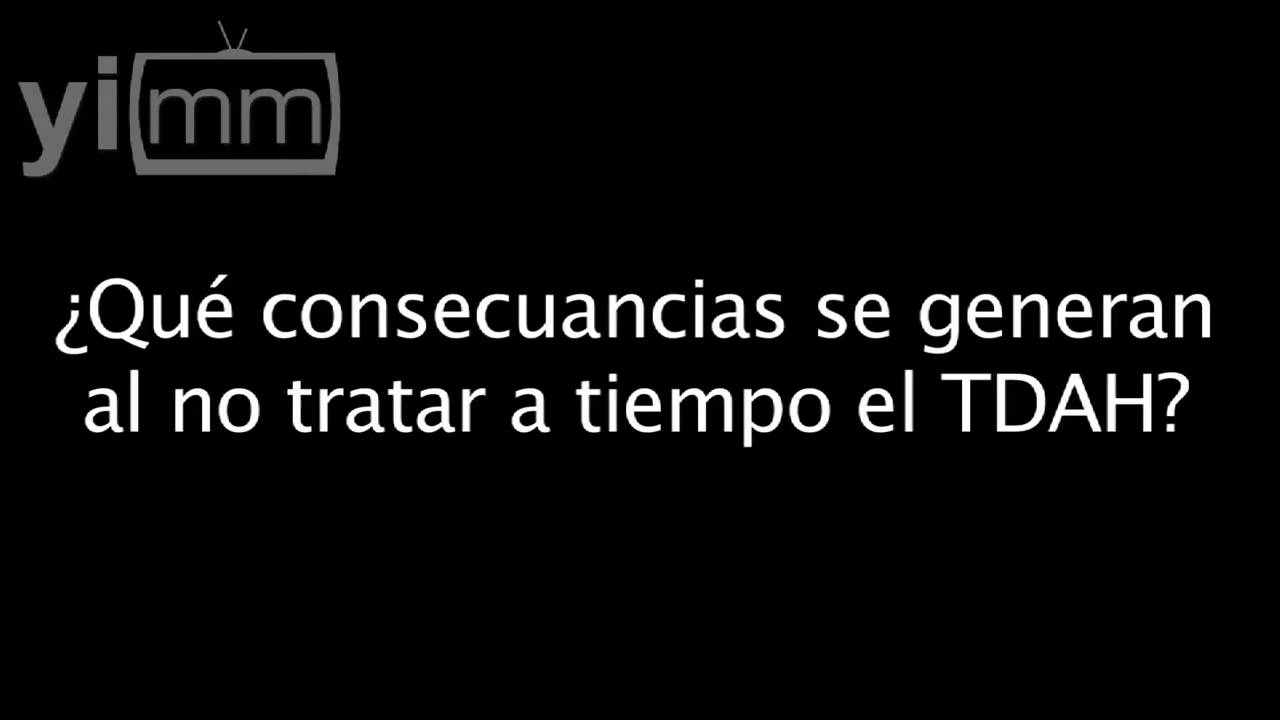 yimm
¿Qué consecuancias se generan
al no tratar a tiempo el TDAH?